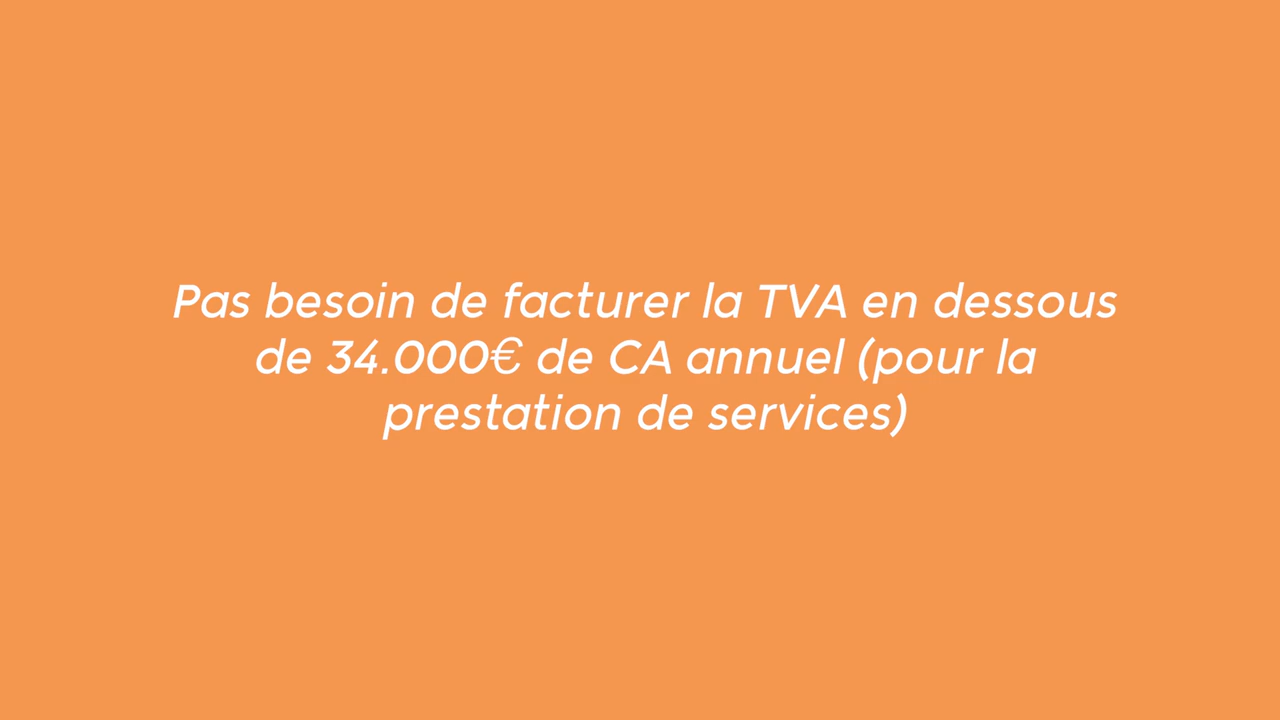 Pas besoin de facturer la TVA en dessous
de 34.000€ de CA annuel (pour la
prestation de services)